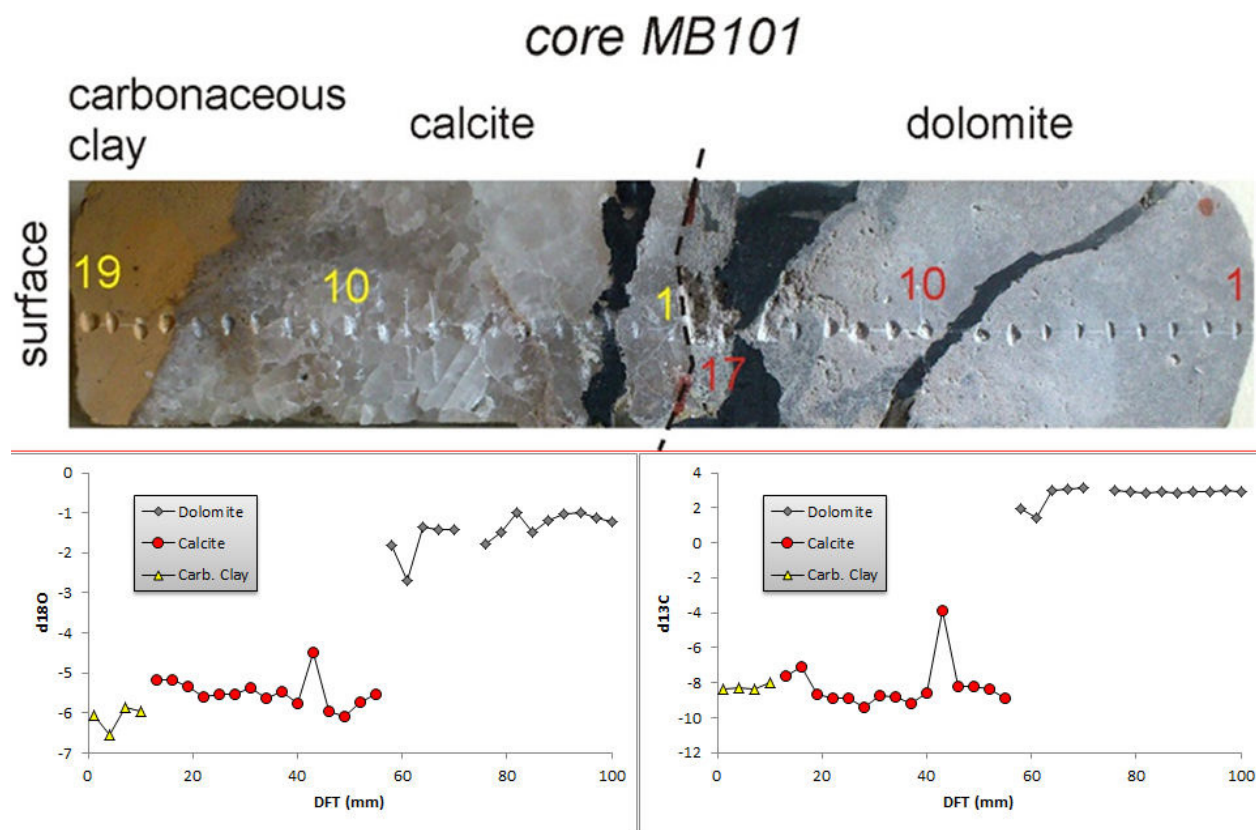 core MB101
carbonaceous
clay
calcite
dolomite
surface
19
10
1
17
10
1
0
-1
-2
-3
-4
-5
-6
-7
d18O
Dolomite
Calcite
Carb. Clay
0 20 40 60 80 100
DFT (mm)
4
2
0
-2
-4
-6
-8
-10
-12
d13C
Dolomite
Calcite
Carb. Clay
0 20 40 60 80 100
DFT (mm)